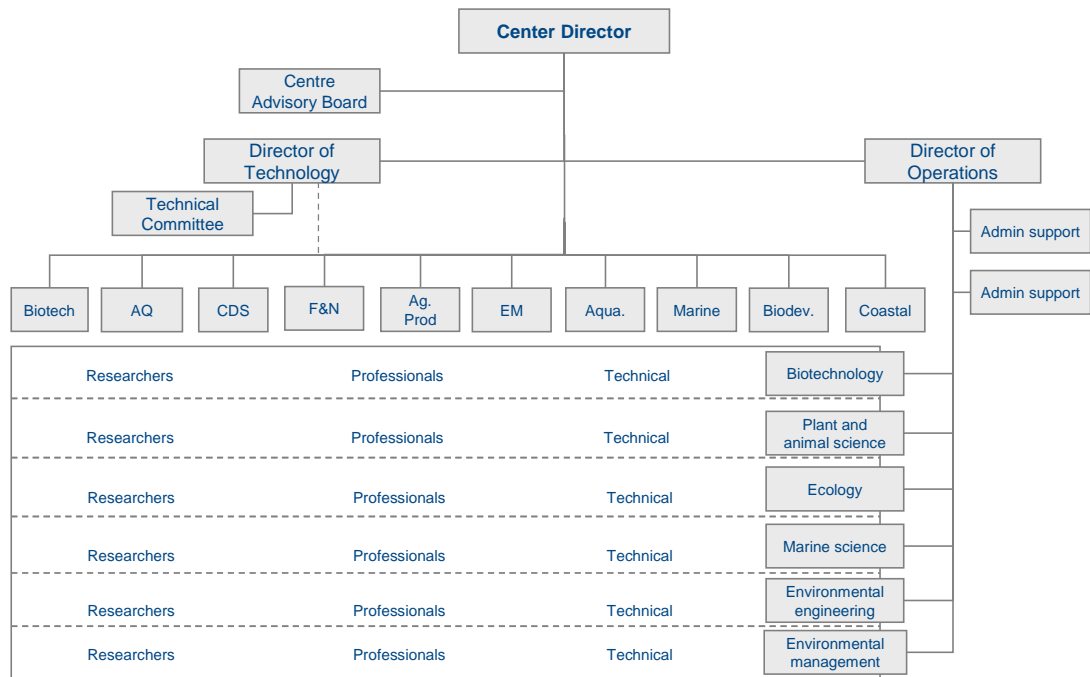 Center Director
Centre
Advisory Board
Director of
Technology
Director of
Operations
Technical
Committee
Admin support
Admin support
Biotech
AQ
CDS
F&N
Ag.
Prod
EM
Aqua.
Marine
Biodev.
Coastal
Researchers Professionals Technical Biotechnology
Researchers Professionals Technical
Plant and
animal science
Researchers Professionals Technical Ecology
Researchers Professionals Technical Marine science
Researchers Professionals Technical
Environmental
engineering
Researchers Professionals Technical
Environmental
management